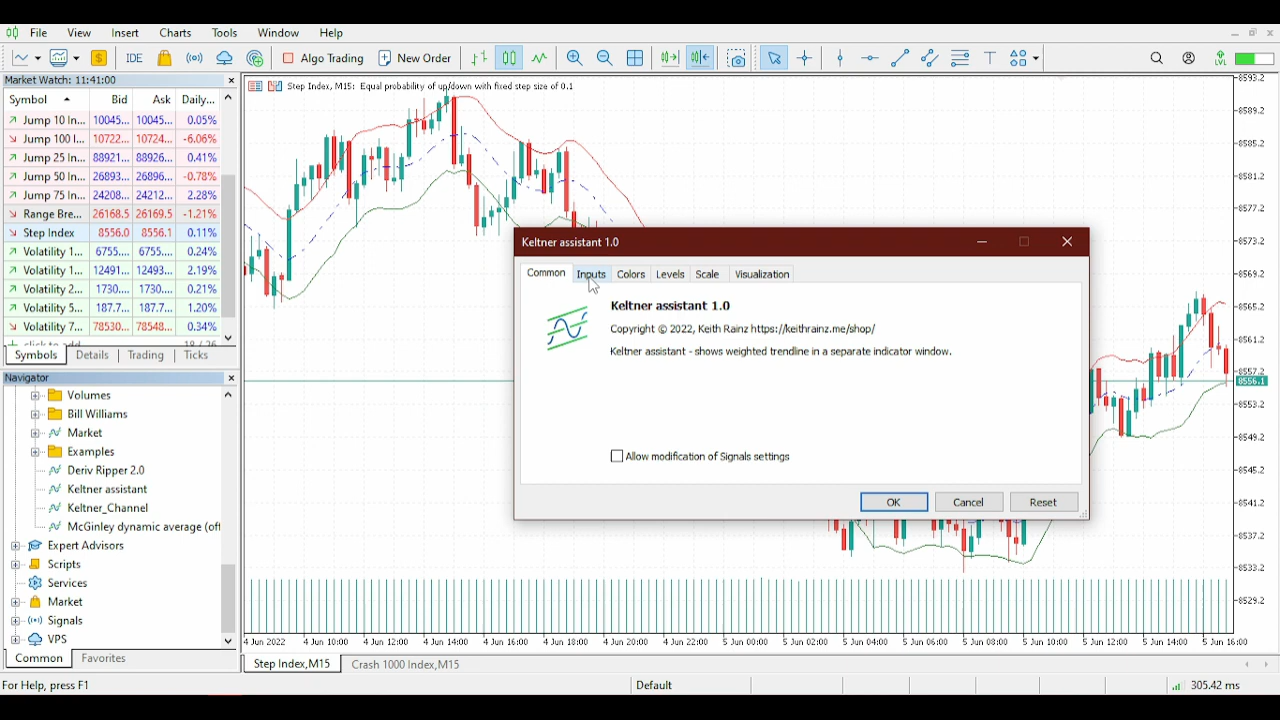 File View Insert Charts Tools Window Help
IDE Algo Trading New Order
Market Watch: 11:41:00
Symbol Bid Ask Daily...
Jump 10 In... 10045... 10045... 0.05%
Jump 100 I... 10722... 10724... -6.06%
Jump 25 In... 88921... 88926... 0.41%
Jump 50 In... 26893... 26896... -0.78%
Jump 75 In... 24208... 24212... 2.28%
Range Bre... 26168.5 26169.5 -1.21%
Step Index 8556.0 8556.1 0.11%
Volatility 1... 6755.... 6755.... 0.24%
Volatility 1... 12491... 12493... 2.19%
Volatility 2... 1730.... 1730.... 0.21%
Volatility 5... 187.7... 187.7... 1.20%
Volatility 7... 78530... 78548... 0.34%
Symbols Details Trading Ticks
Navigator
Volumes
Bill Williams
Market
Examples
Deriv Ripper 2.0
Keltner assistant
Keltner_Channel
McGinley dynamic average (off
Expert Advisors
Scripts
Services
Market
Signals
VPS
Common Favorites
Step Index, M15: Equal probability of up/down with fixed step size of 0.1
Keltner assistant 1.0
Common Inputs Colors Levels Scale Visualization
Keltner assistant 1.0
Copyright © 2022, Keith Rainz https://keithrainz.me/shop/
Keltner assistant - shows weighted trendline in a separate indicator window.
Allow modification of Signals settings
OK Cancel Reset
8593.2
8589.2
8585.2
8581.2
8577.2
8573.2
8569.2
8565.2
8561.2
8557.2
8556.1
8553.2
8549.2
8545.2
8541.2
8537.2
8533.2
8529.2
4 Jun 2022 4 Jun 10:00 4 Jun 12:00 4 Jun 14:00 4 Jun 16:00 4 Jun 18:00 4 Jun 20:00 4 Jun 22:00 5 Jun 00:00 5 Jun 02:00 5 Jun 04:00 5 Jun 06:00 5 Jun 08:00 5 Jun 10:00 5 Jun 12:00 5 Jun 14:00 5 Jun 16:00
Step Index,M15 Crash 1000 Index,M15
For Help, press F1 Default 305.42 ms